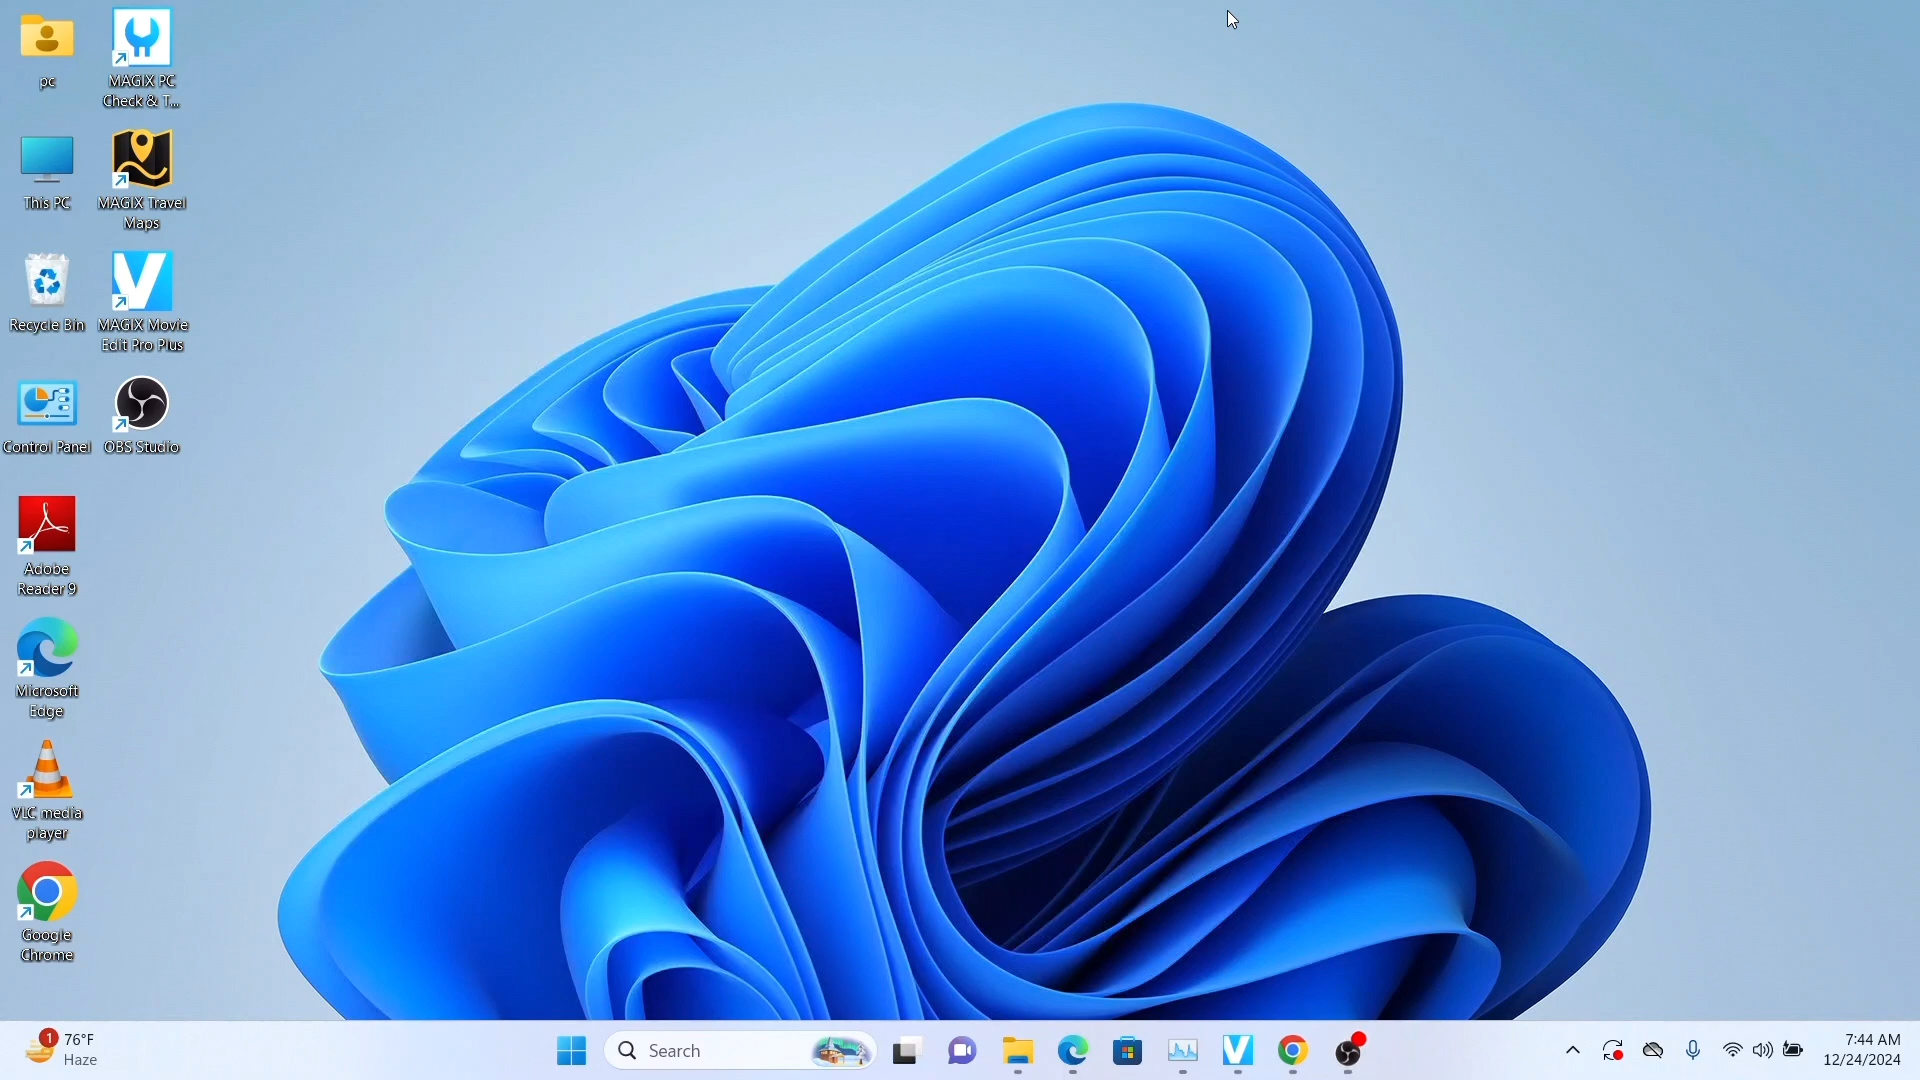 pc
MAGIX PC
Check & T...
This PC
MAGIX Travel
Maps
Recycle Bin
MAGIX Movie
Edit Pro Plus
Control Panel
OBS Studio
Adobe
Reader 9
Microsoft
Edge
VLC media
player
Google
Chrome
1
76°F
Haze
Search
7:44 AM
12/24/2024